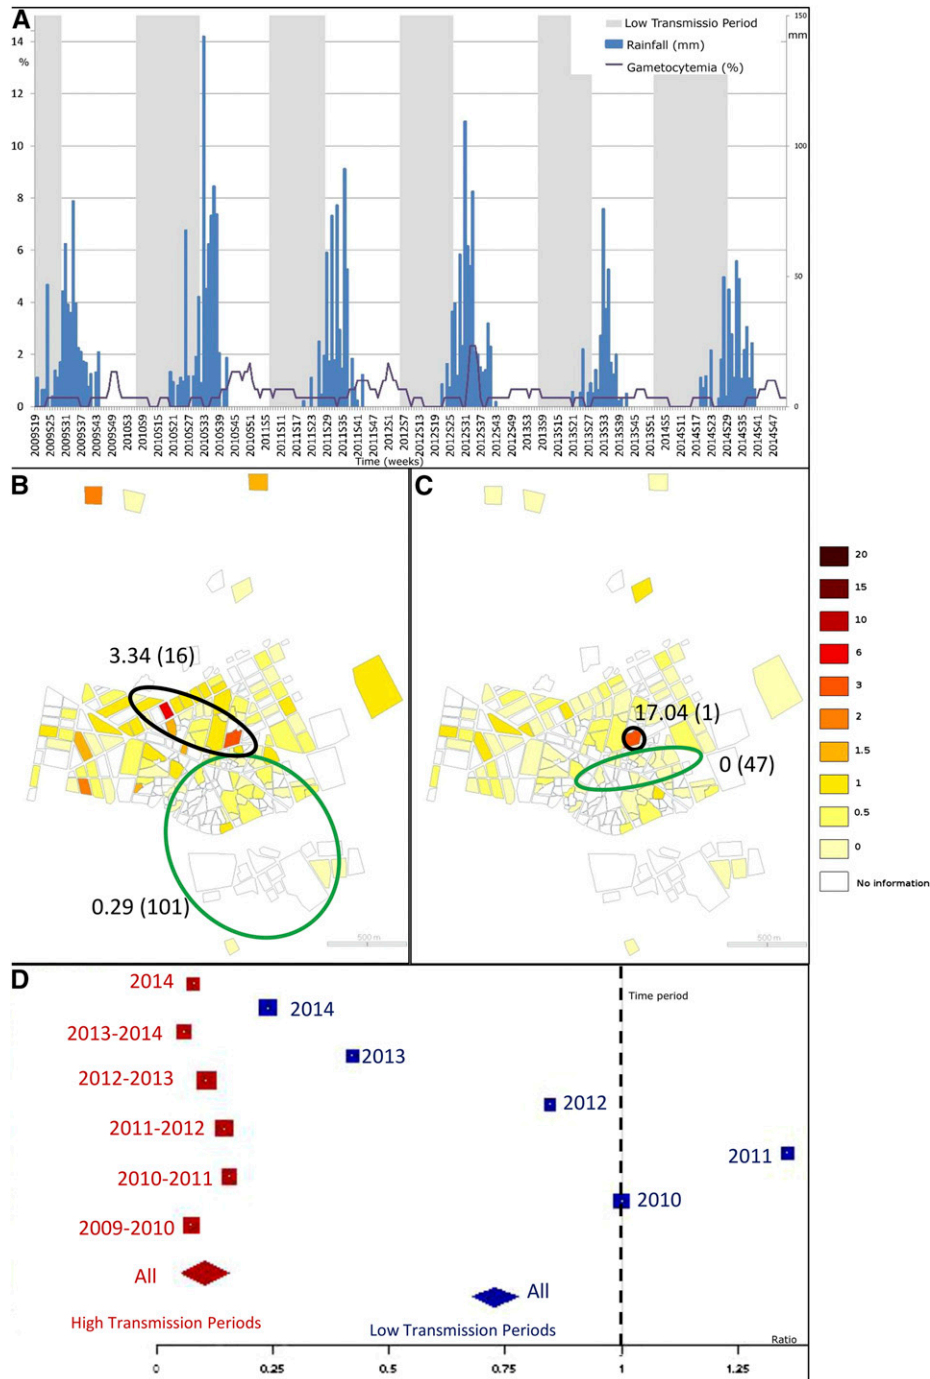 A
14
%
12
10
8
6
4
2
0
150
mm
100
50
0
Low Transmissio Period
Rainfall (mm)
Gametocytemia (%)
2009S19
2009S25
2009S31
2009S37
2009S43
2009S49
2010S3
2010S9
2010S15
2010S21
2010S27
2010S33
2010S39
2010S45
2010S51
2011S5
2011S11
2011S17
2011S23
2011S29
2011S35
2011S41
2011S47
2012S1
2012S7
2012S13
2012S19
2012S25
2012S31
2012S37
2012S43
2012S49
2013S3
2013S9
2013S15
2013S21
2013S27
2013S33
2013S39
2013S45
2013S51
2014S5
2014S11
2014S17
2014S23
2014S29
2014S35
2014S41
2014S47
Time (weeks)
B
3.34 (16)
0.29 (101)
500 m
C
17.04 (1)
0 (47)
500 m
20
15
10
6
3
2
1.5
1
0.5
0
No information
D
Time period
2014
2014
2013-2014
2013
2012-2013
2012
2011-2012
2011
2010-2011
2010
2009-2010
All
All
High Transmission Periods
Low Transmission Periods
Ratio
0
0.25
0.5
0.75
1
1.25